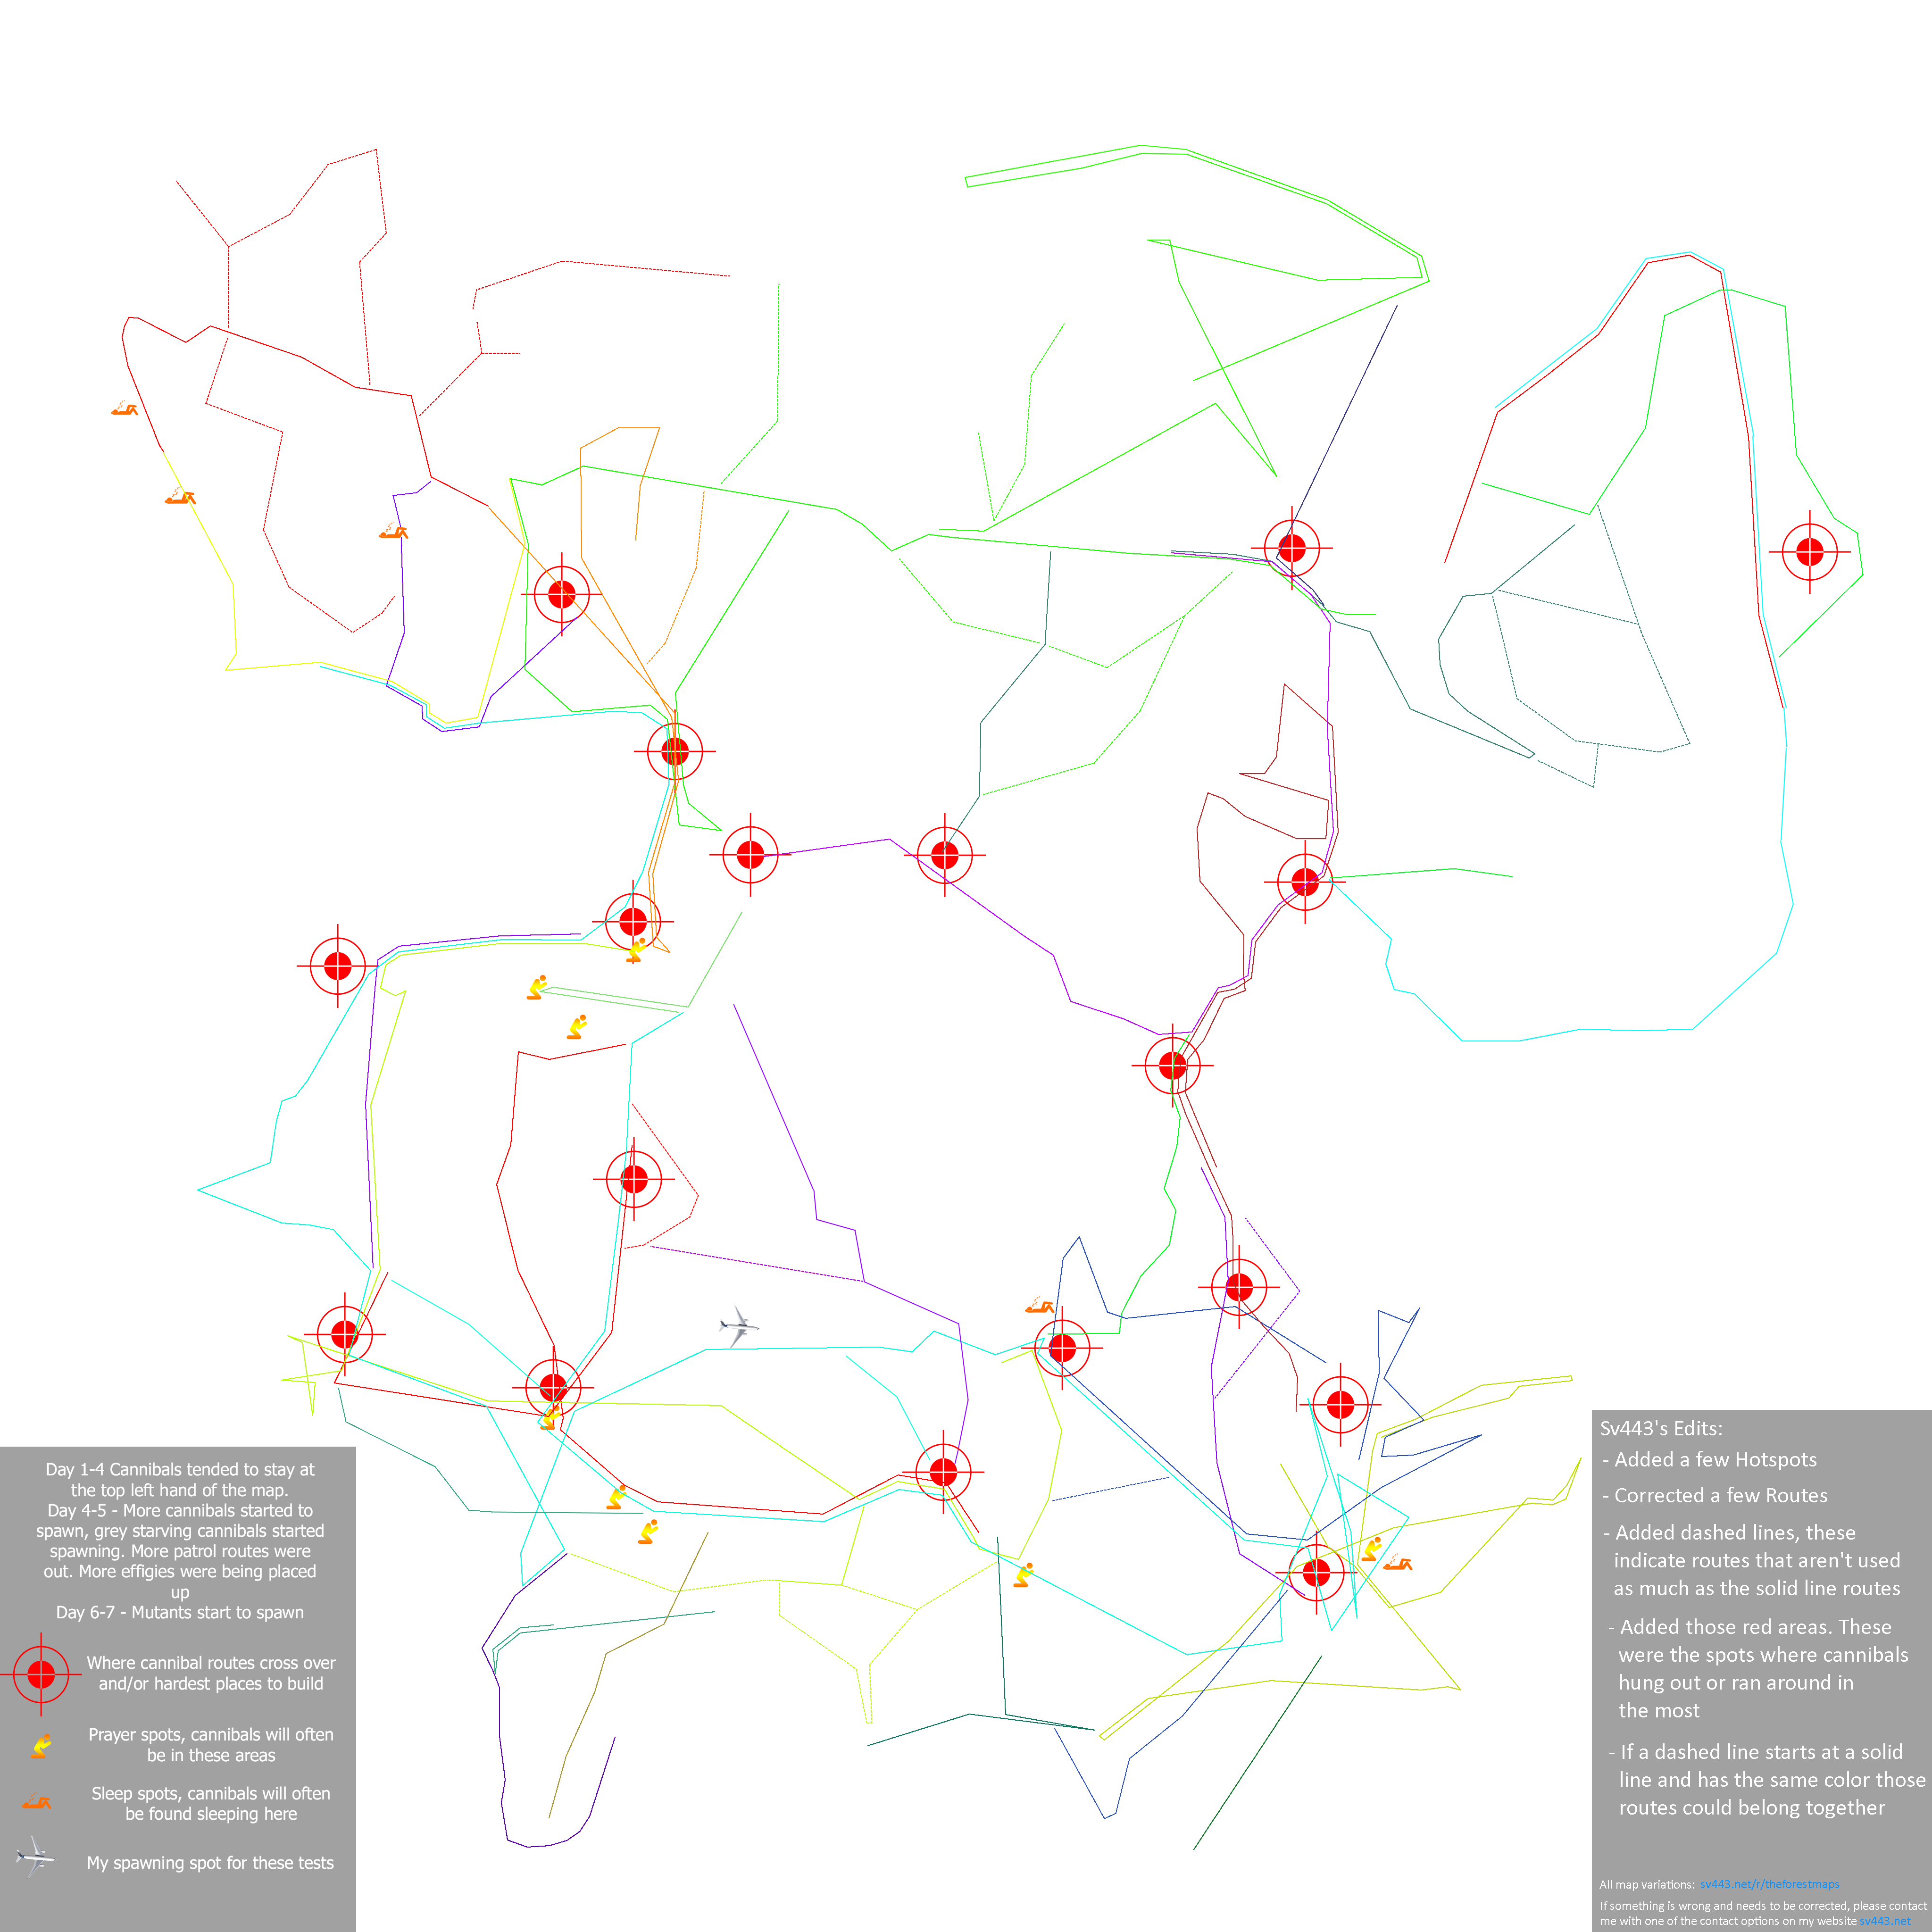 Day 1-4 Cannibals tended to stay at
the top left hand of the map.
Day 4-5 - More cannibals started to
spawn, grey starving cannibals started
spawning. More patrol routes were
out. More effigies were being placed
up
Day 6-7 - Mutants start to spawn
Where cannibal routes cross over
and/or hardest places to build
Prayer spots, cannibals will often
be in these areas
Sleep spots, cannibals will often
be found sleeping here
My spawning spot for these tests
Sv443's Edits:
- Added a few Hotspots
- Corrected a few Routes
- Added dashed lines, these
indicate routes that aren't used
as much as the solid line routes
- Added those red areas. These
were the spots where cannibals
hung out or ran around in
the most
- If a dashed line starts at a solid
line and has the same color those
routes could belong together
All map variations: sv443.net/r/theforestmaps
If something is wrong and needs to be corrected, please contact
me with one of the contact options on my website sv443.net